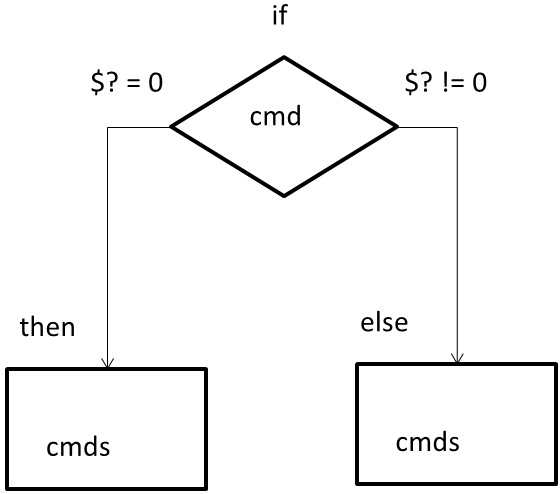 if
$? = 0
$? != 0
cmd
then
else
cmds
cmds